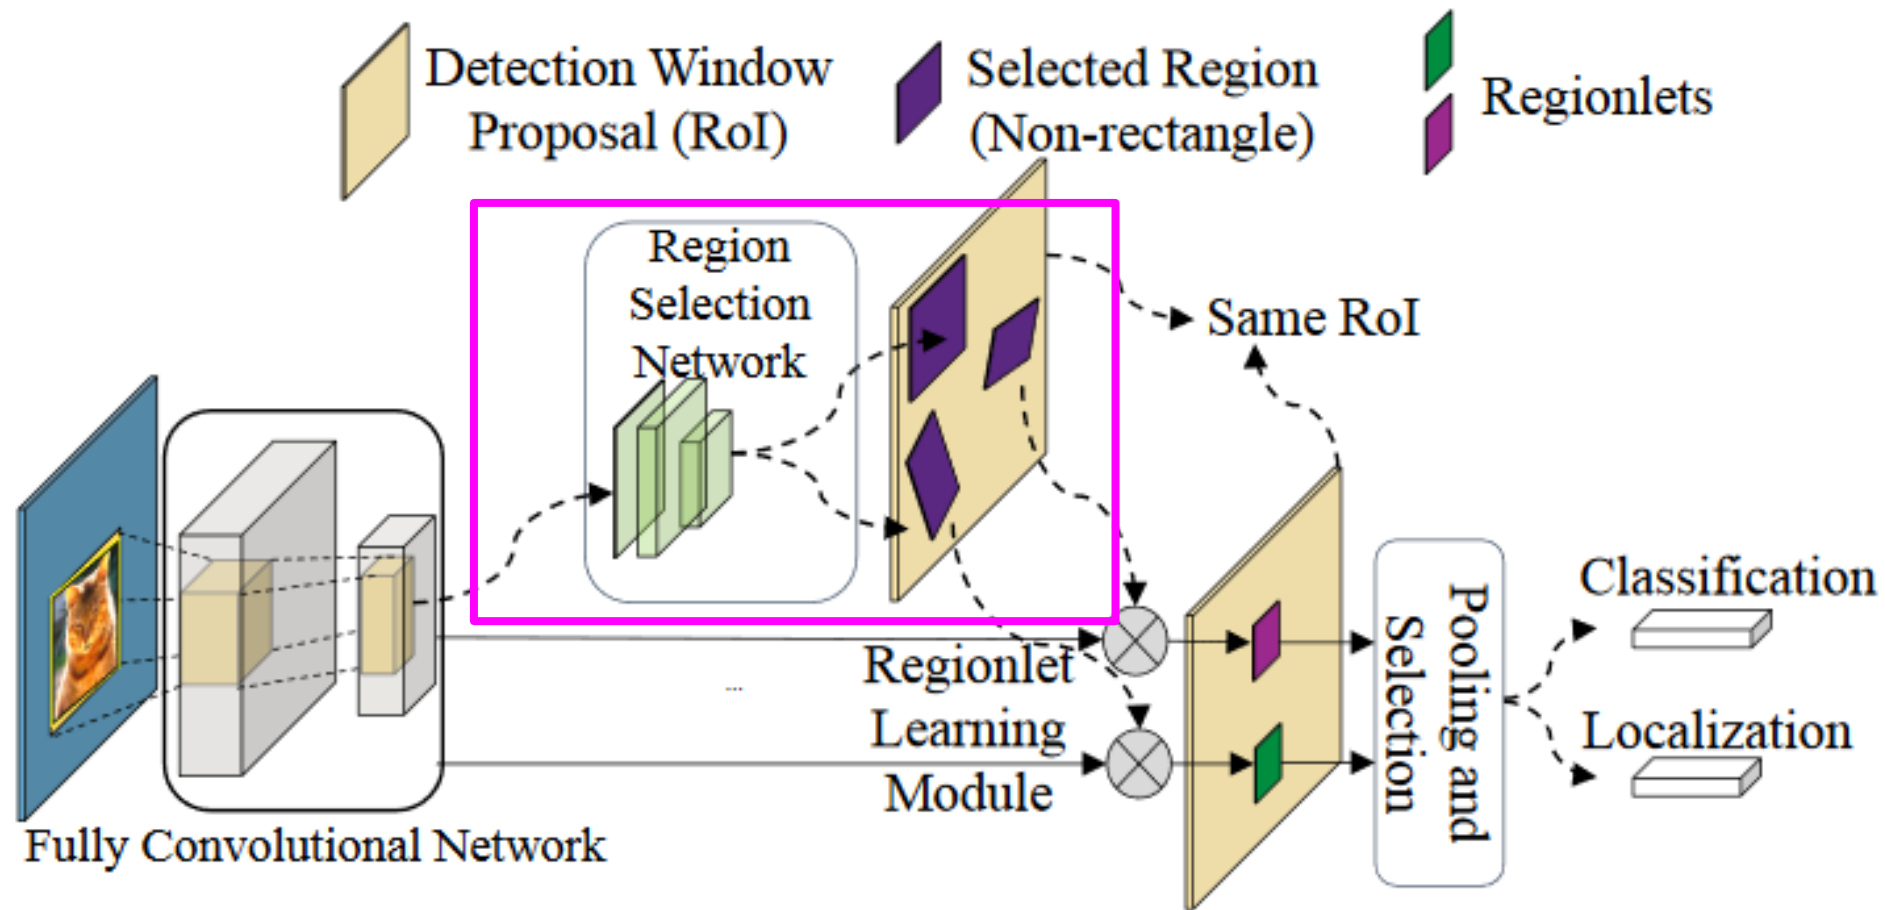 Detection Window
Proposal (RoI)
Selected Region
(Non-rectangle)
Regionlets
Region
Selection
Network
Same RoI
Fully Convolutional Network
...
Regionlet
Learning
Module
Pooling and
Selection
Classification
Localization